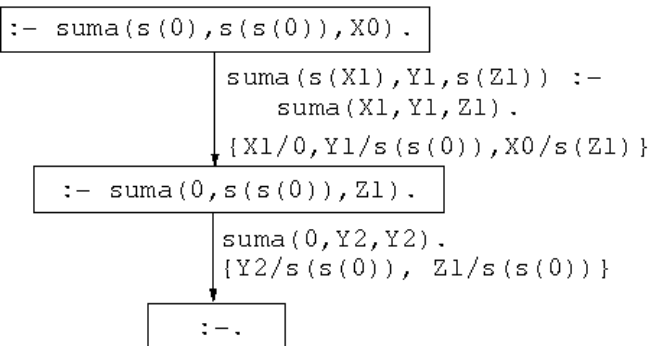 :- suma(s(0),s(s(0)),X0).
suma(s(X1),Y1,s(Z1)) :-
suma(X1,Y1,Z1).
{X1/0,Y1/s(s(0)),X0/s(Z1)}
:- suma(0,s(s(0)),Z1).
suma(0,Y2,Y2).
{Y2/s(s(0)), Z1/s(s(0))}
:-.